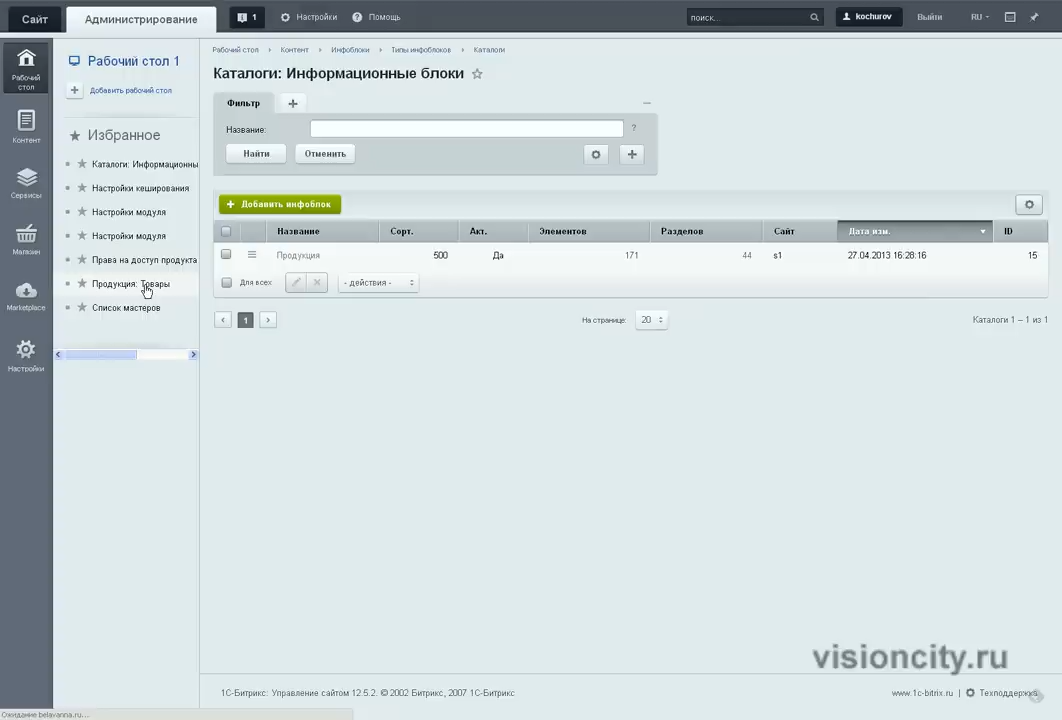 Сайт
Администрирование
1
Настройки
Помощь
поиск...
kochurov
Выйти
RU
Рабочий стол
Контент
Сервисы
Магазин
Marketplace
Настройки
Рабочий стол 1
Добавить рабочий стол
Избранное
Каталоги: Информационны
Настройки кеширования
Настройки модуля
Настройки модуля
Права на доступ продукта
Продукция: Товары
Список мастеров
Рабочий стол Контент Инфоблоки Типы инфоблоков Каталоги
Каталоги: Информационные блоки
Фильтр
Название:
?
Найти Отменить
Добавить инфоблок
Название Сорт. Акт. Элементов Разделов Сайт Дата изм. ID
Продукция 500 Да 171 44 s1 27.04.2013 16:28:16 15
Для всех - действия -
1
На странице: 20
Каталоги 1 – 1 из 1
visioncity.ru
1С-Битрикс: Управление сайтом 12.5.2. © 2002 Битрикс, 2007 1С-Битрикс
www.1c-bitrix.ru | Техподдержка
Ожидание belavanna.ru...